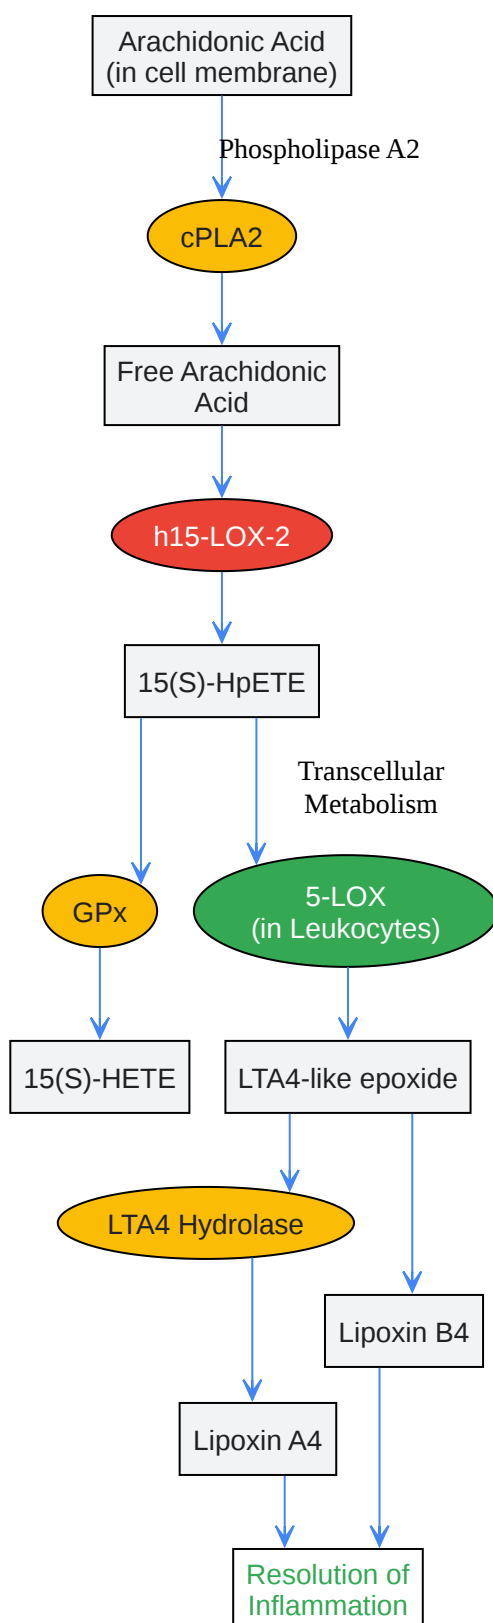 Arachidonic Acid
(in cell membrane)
Phospholipase A2
cPLA2
Free Arachidonic
Acid
h15-LOX-2
15(S)-HpETE
Transcellular
Metabolism
GPx
5-LOX
(in Leukocytes)
15(S)-HETE
LTA4-like epoxide
LTA4 Hydrolase
Lipoxin B4
Lipoxin A4
Resolution of
Inflammation